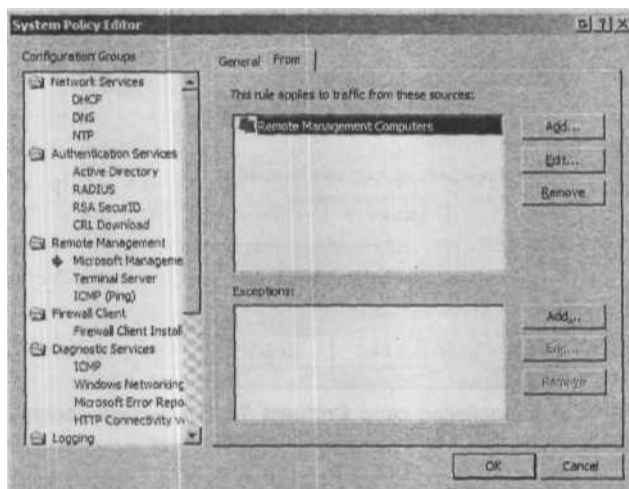 System Policy Editor
Configuration Groups
Network Services
DHCP
DNS
NTP
Authentication Services
Active Directory
RADIUS
RSA SecurID
CRL Download
Remote Management
Microsoft Manageme
Terminal Server
ICMP (Ping)
Firewall Client
Firewall Client Instal
Diagnostic Services
ICMP
Windows Networking
Microsoft Error Repo
HTTP Connectivity v
Logging
General From
This rule applies to traffic from these sources:
Remote Management Computers
Add...
Edit...
Remove
Exceptions:
Add...
Edit...
Remove
OK Cancel